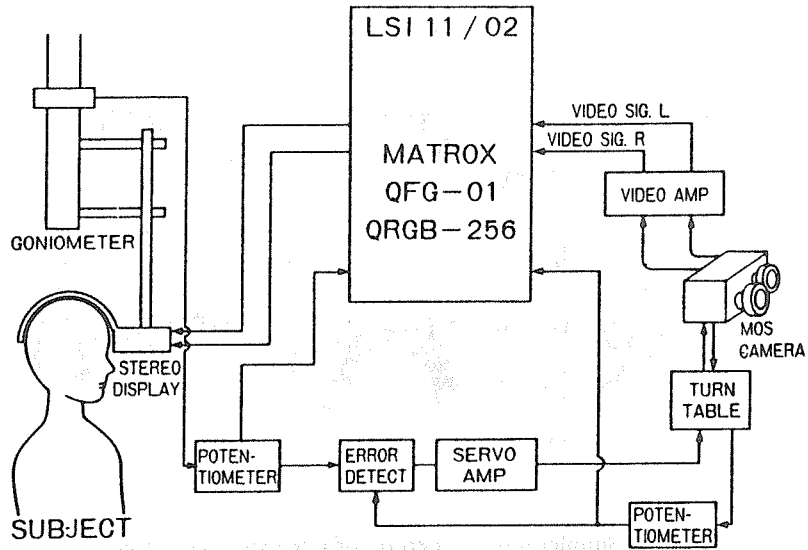 LSI 11/02
MATROX
QFG-01
QRGB-256
VIDEO SIG. L
VIDEO SIG. R
VIDEO AMP
GONIOMETER
MOS
CAMERA
STEREO
DISPLAY
TURN
TABLE
POTEN-
TIOMETER
ERROR
DETECT
SERVO
AMP
POTEN-
TIOMETER
SUBJECT